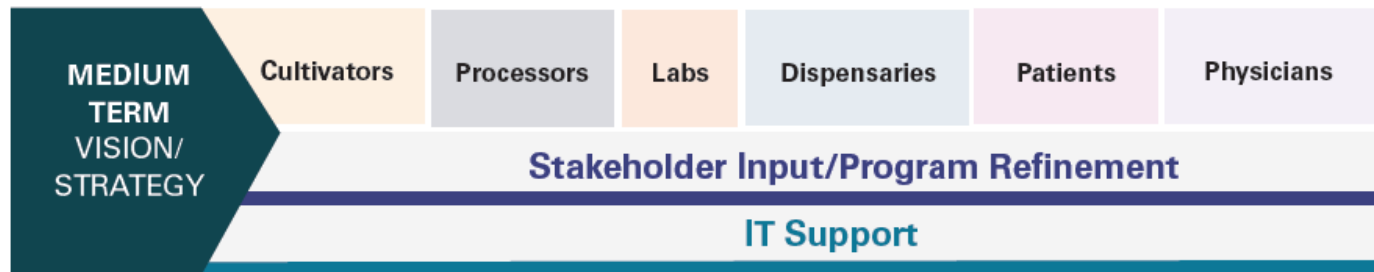 MEDIUM
TERM
VISION/
STRATEGY
Cultivators
Processors
Labs
Dispensaries
Patients
Physicians
Stakeholder Input/Program Refinement
IT Support